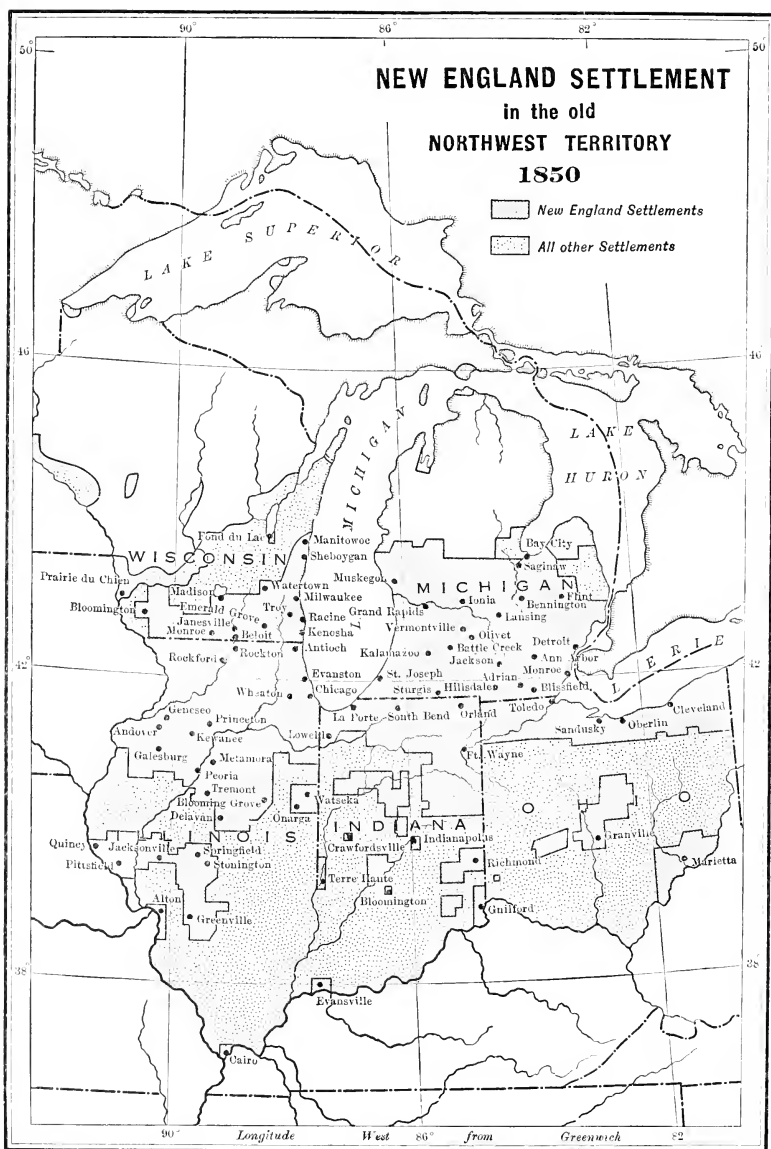 90° 86° 82°
50° 50°
NEW ENGLAND SETTLEMENT
in the old
NORTHWEST TERRITORY
1850
New England Settlements
All other Settlements
LAKE SUPERIOR
46 46
LAKE
HURON
MICHIGAN
L
Fond du Lac
Manitowoc
WISCONSIN
Sheboygan
Bay City
Saginaw
Prairie du Chien
Muskegon
MICHIGAN
Madison
Watertown
Milwaukee
Flint
Bloomington
Emerald Grove
Troy
Racine
Grand Rapids
Ionia
Bennington
Janesville
Lansing
Monroe
Beloit
Kenosha
Vermontville
Olivet
Detroit
Rockford
Rockton
Antioch
Kalamazoo
Battle Creek
Jackson
Ann Arbor
42° 42
Evanston
St. Joseph
Adrian
Monroe
L. ERIE
Wheaton
Chicago
Sturgis
Hillsdale
Blissfield
Geneseo
Princeton
La Porte
South Bend
Orland
Toledo
Cleveland
Andover
Kewanee
Lowell
Sandusky
Oberlin
Galesburg
Metamora
Ft. Wayne
Peoria
Tremont
Watseka
Blooming Grove
Onarga
Delavan
OHIO
ILLINOIS
INDIANA
Granville
Quincy
Jacksonville
Springfield
Crawfordsville
Indianapolis
Pittsfield
Stonington
Richmond
Marietta
Terre Haute
Alton
Bloomington
Greenville
Guilford
38 38°
Evansville
Cairo
90° Longitude West 86° from Greenwich 82